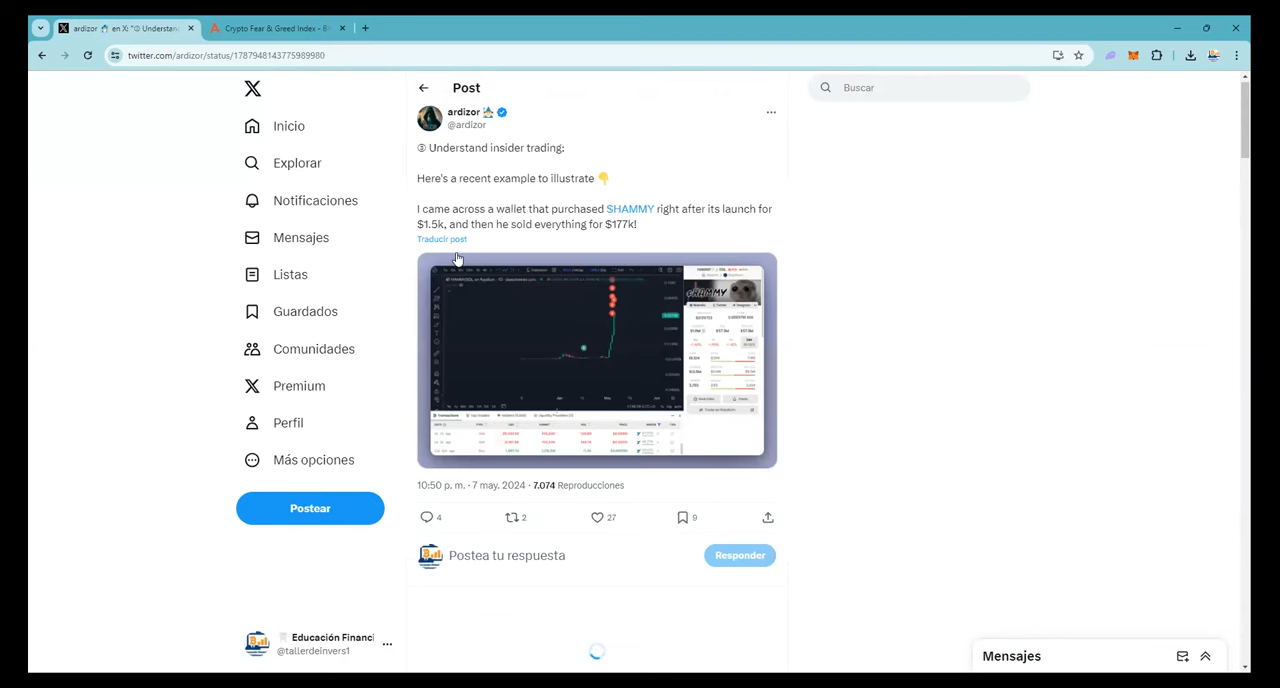 ardizor en X: "② Understan
Crypto Fear & Greed Index - Bi
twitter.com/ardizor/status/1787948143775989980
Inicio
Explorar
Notificaciones
Mensajes
Listas
Guardados
Comunidades
Premium
Perfil
Más opciones
Postear
Educación Financi
@tallerdeinvers1
Post
ardizor
@ardizor
② Understand insider trading:
Here's a recent example to illustrate 👇
I came across a wallet that purchased $HAMMY right after its launch for
$1.5k, and then he sold everything for $177k!
Traducir post
10:50 p. m. · 7 may. 2024 · 7.074 Reproducciones
4 2 27 9
Postea tu respuesta
Responder
Buscar
Mensajes